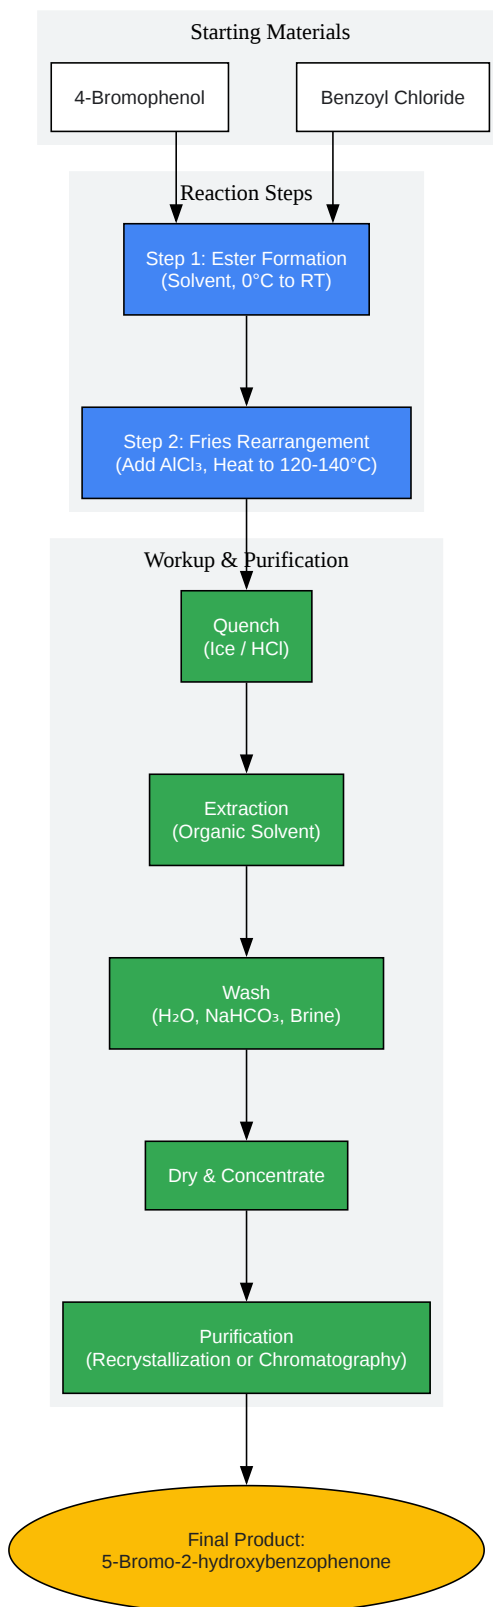 Starting Materials
4-Bromophenol
Benzoyl Chloride
Reaction Steps
Step 1: Ester Formation
(Solvent, 0°C to RT)
Step 2: Fries Rearrangement
(Add AlCl₃, Heat to 120-140°C)
Workup & Purification
Quench
(Ice / HCl)
Extraction
(Organic Solvent)
Wash
(H₂O, NaHCO₃, Brine)
Dry & Concentrate
Purification
(Recrystallization or Chromatography)
Final Product:
5-Bromo-2-hydroxybenzophenone